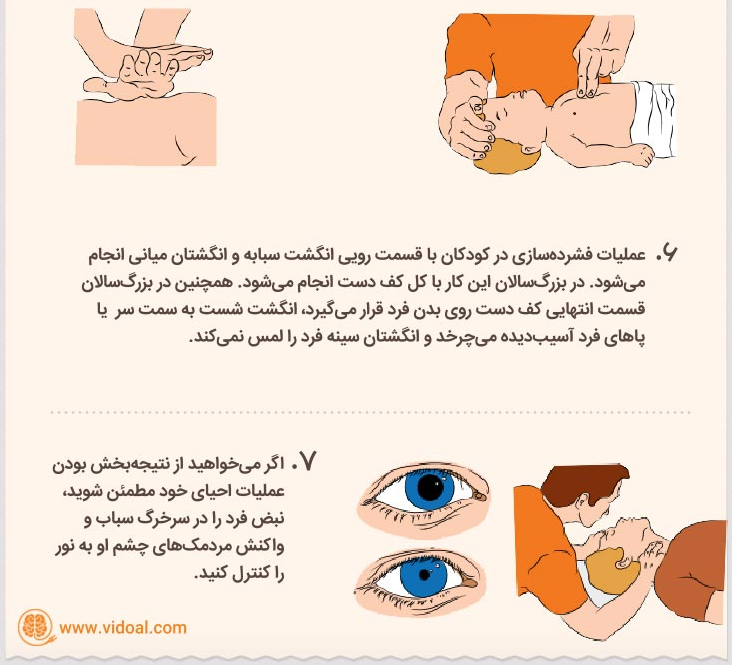 ۶. عملیات فشرده‌سازی در کودکان با قسمت رویی انگشت سبابه و انگشتان میانی انجام
می‌شود. در بزرگ‌سالان این کار با کل کف دست انجام می‌شود. همچنین در بزرگ‌سالان
قسمت انتهایی کف دست روی بدن فرد قرار می‌گیرد، انگشت شست به سمت سر یا
پاهای فرد آسیب‌دیده می‌چرخد و انگشتان سینه فرد را لمس نمی‌کند.
۷. اگر می‌خواهید از نتیجه‌بخش بودن
عملیات احیای خود مطمئن شوید،
نبض فرد را در سرخرگ سباب و
واکنش مردمک‌های چشم او به نور
را کنترل کنید.
www.vidoal.com